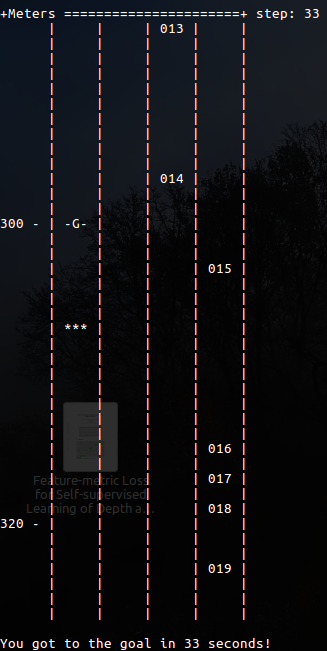 +Meters ======================+ step: 33
013
014
300 - -G-
015
***
016
Feature-metric Loss
017
for Self-supervised
Learning of Depth a...
018
320 -
019
You got to the goal in 33 seconds!